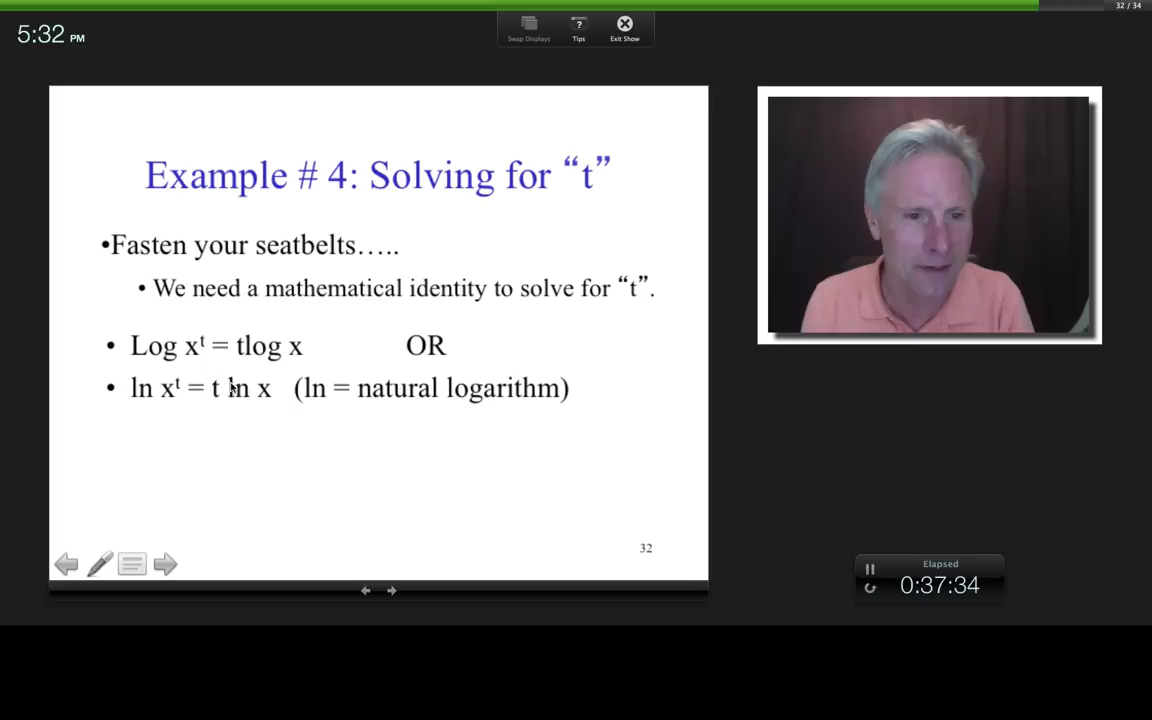 32 / 34
5:32 PM
Swap Displays
?
Tips
Exit Show
Example # 4: Solving for “t”
•Fasten your seatbelts…..
• We need a mathematical identity to solve for “t”.
• Log xᵗ = tlog x OR
• ln xᵗ = t ln x (ln = natural logarithm)
32
Elapsed
0:37:34